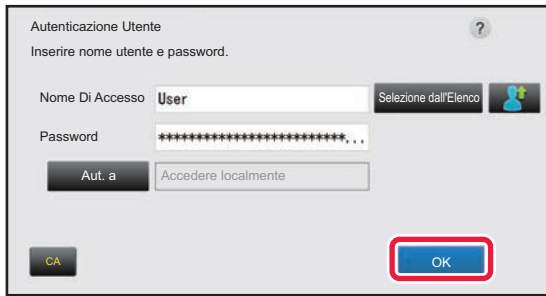 Autenticazione Utente
?
Inserire nome utente e password.
Nome Di Accesso User Selezione dall'Elenco
Password **************************...
Aut. a Accedere localmente
CA OK